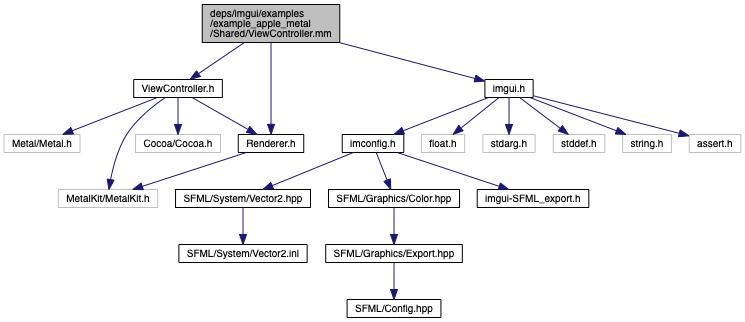 deps/imgui/examples
/example_apple_metal
/Shared/ViewController.mm
ViewController.h
imgui.h
Metal/Metal.h
Cocoa/Cocoa.h
Renderer.h
imconfig.h
float.h
stdarg.h
stddef.h
string.h
assert.h
MetalKit/MetalKit.h
SFML/System/Vector2.hpp
SFML/Graphics/Color.hpp
imgui-SFML_export.h
SFML/System/Vector2.inl
SFML/Graphics/Export.hpp
SFML/Config.hpp